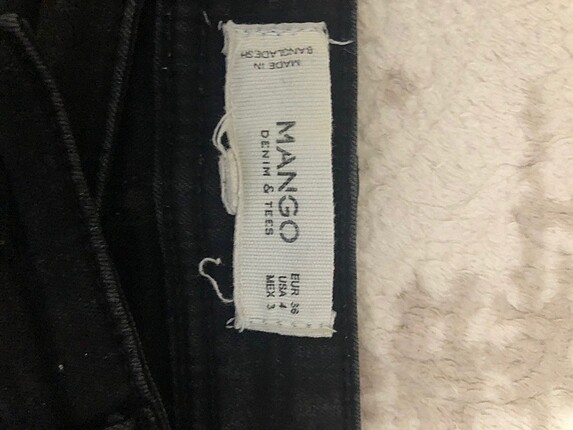 MADE IN
BANGLADESH
MANGO
DENIM & TEES
EUR 36
USA 4
MEX 3